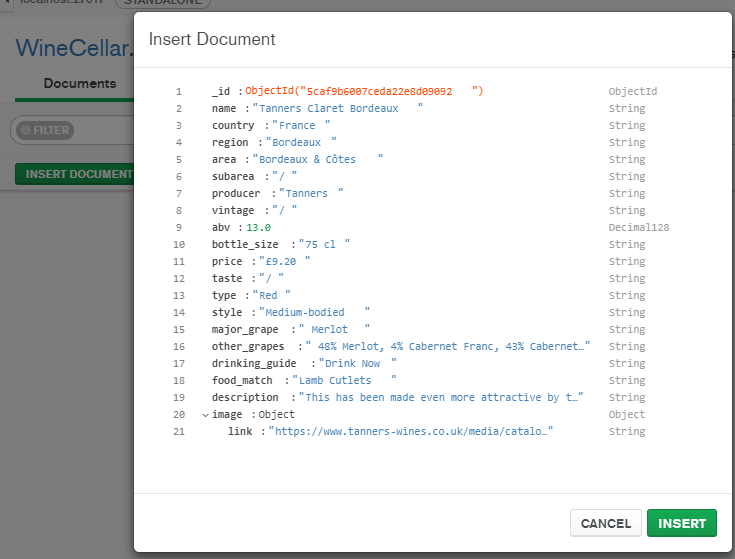 localhost:27017 STANDALONE
Insert Document
WineCellar.
Documents
FILTER
INSERT DOCUMENT
1 _id : ObjectId("5caf9b6007ceda22e8d09092 ") ObjectId
2 name : "Tanners Claret Bordeaux " String
3 country : "France " String
4 region : "Bordeaux " String
5 area : "Bordeaux & Côtes " String
6 subarea : "/ " String
7 producer : "Tanners " String
8 vintage : "/ " String
9 abv : 13.0 Decimal128
10 bottle_size : "75 cl " String
11 price : "£9.20 " String
12 taste : "/ " String
13 type : "Red " String
14 style : "Medium-bodied " String
15 major_grape : " Merlot " String
16 other_grapes : " 48% Merlot, 4% Cabernet Franc, 43% Cabernet…" String
17 drinking_guide : "Drink Now " String
18 food_match : "Lamb Cutlets " String
19 description : "This has been made even more attractive by t…" String
20 image : Object Object
21 link : "https://www.tanners-wines.co.uk/media/catalo…" String
CANCEL INSERT